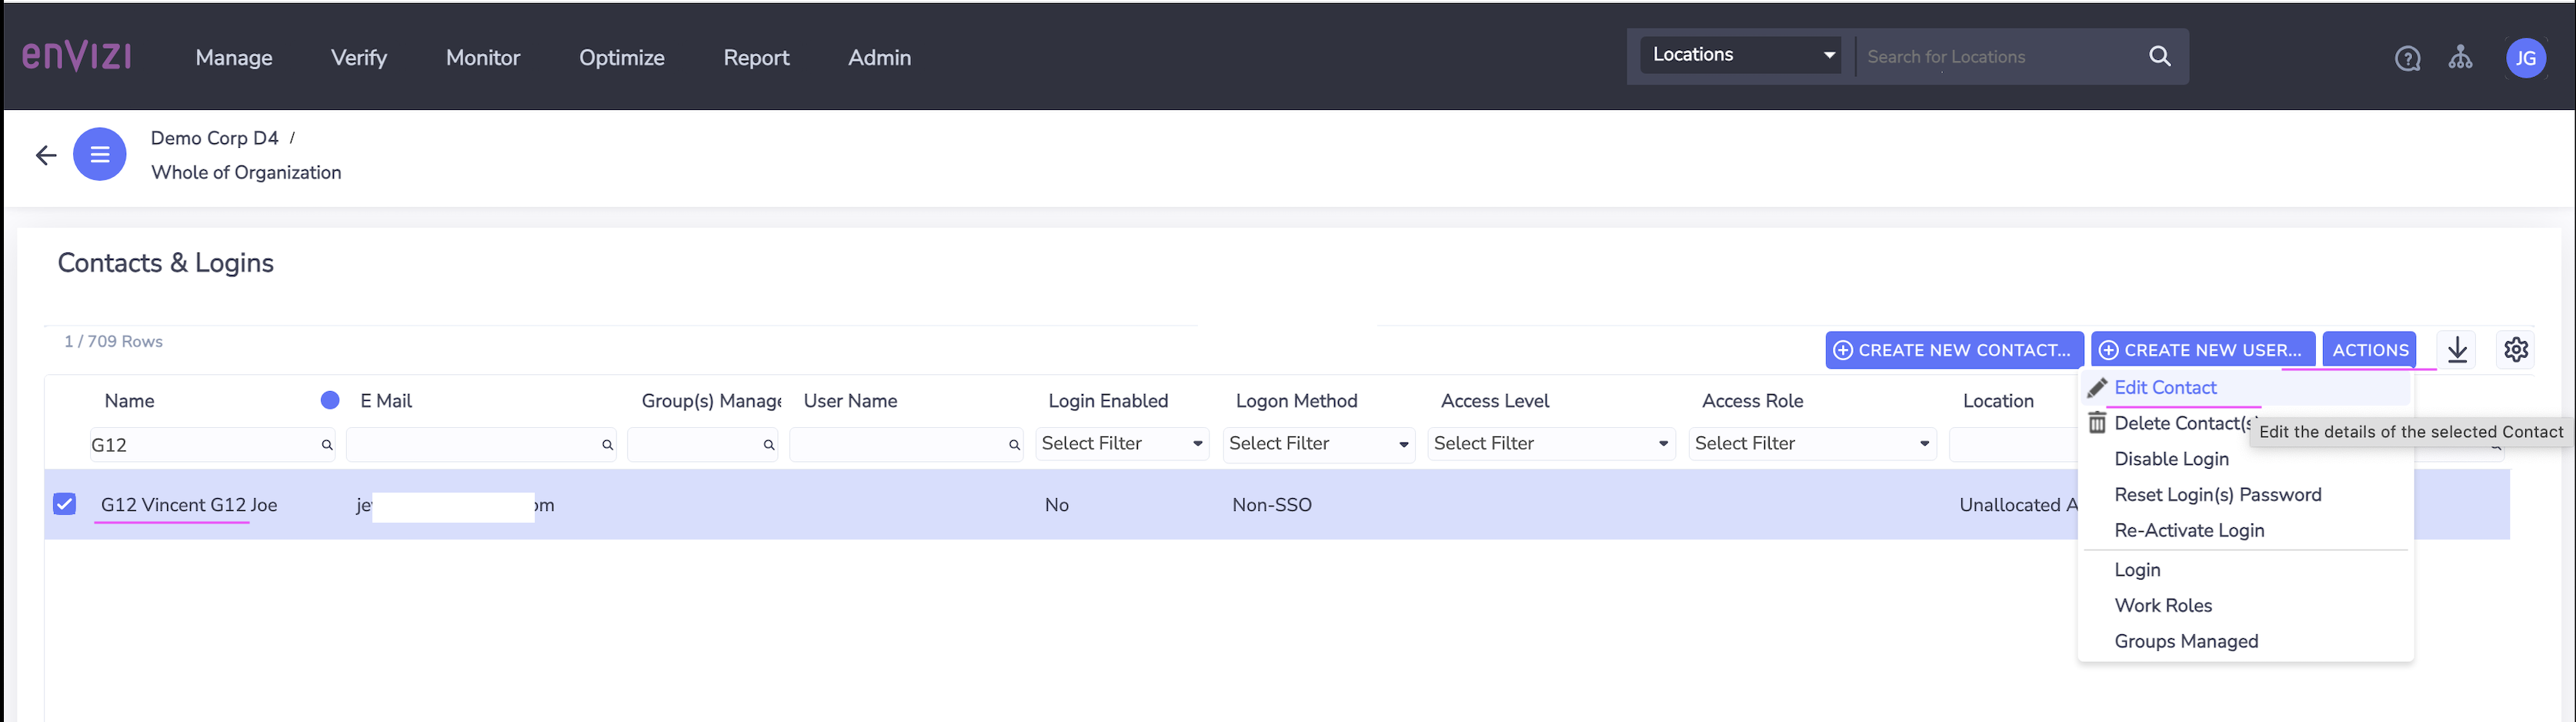 enVIZI
Manage Verify Monitor Optimize Report Admin
Locations Search for Locations
JG
Demo Corp D4 /
Whole of Organization
Contacts & Logins
1 / 709 Rows
CREATE NEW CONTACT... CREATE NEW USER... ACTIONS
Name E Mail Group(s) Manage User Name Login Enabled Logon Method Access Level Access Role Location
G12 Select Filter Select Filter Select Filter Select Filter
G12 Vincent G12 Joe je om No Non-SSO Unallocated A
Edit Contact
Delete Contact(s
Edit the details of the selected Contact
Disable Login
Reset Login(s) Password
Re-Activate Login
Login
Work Roles
Groups Managed